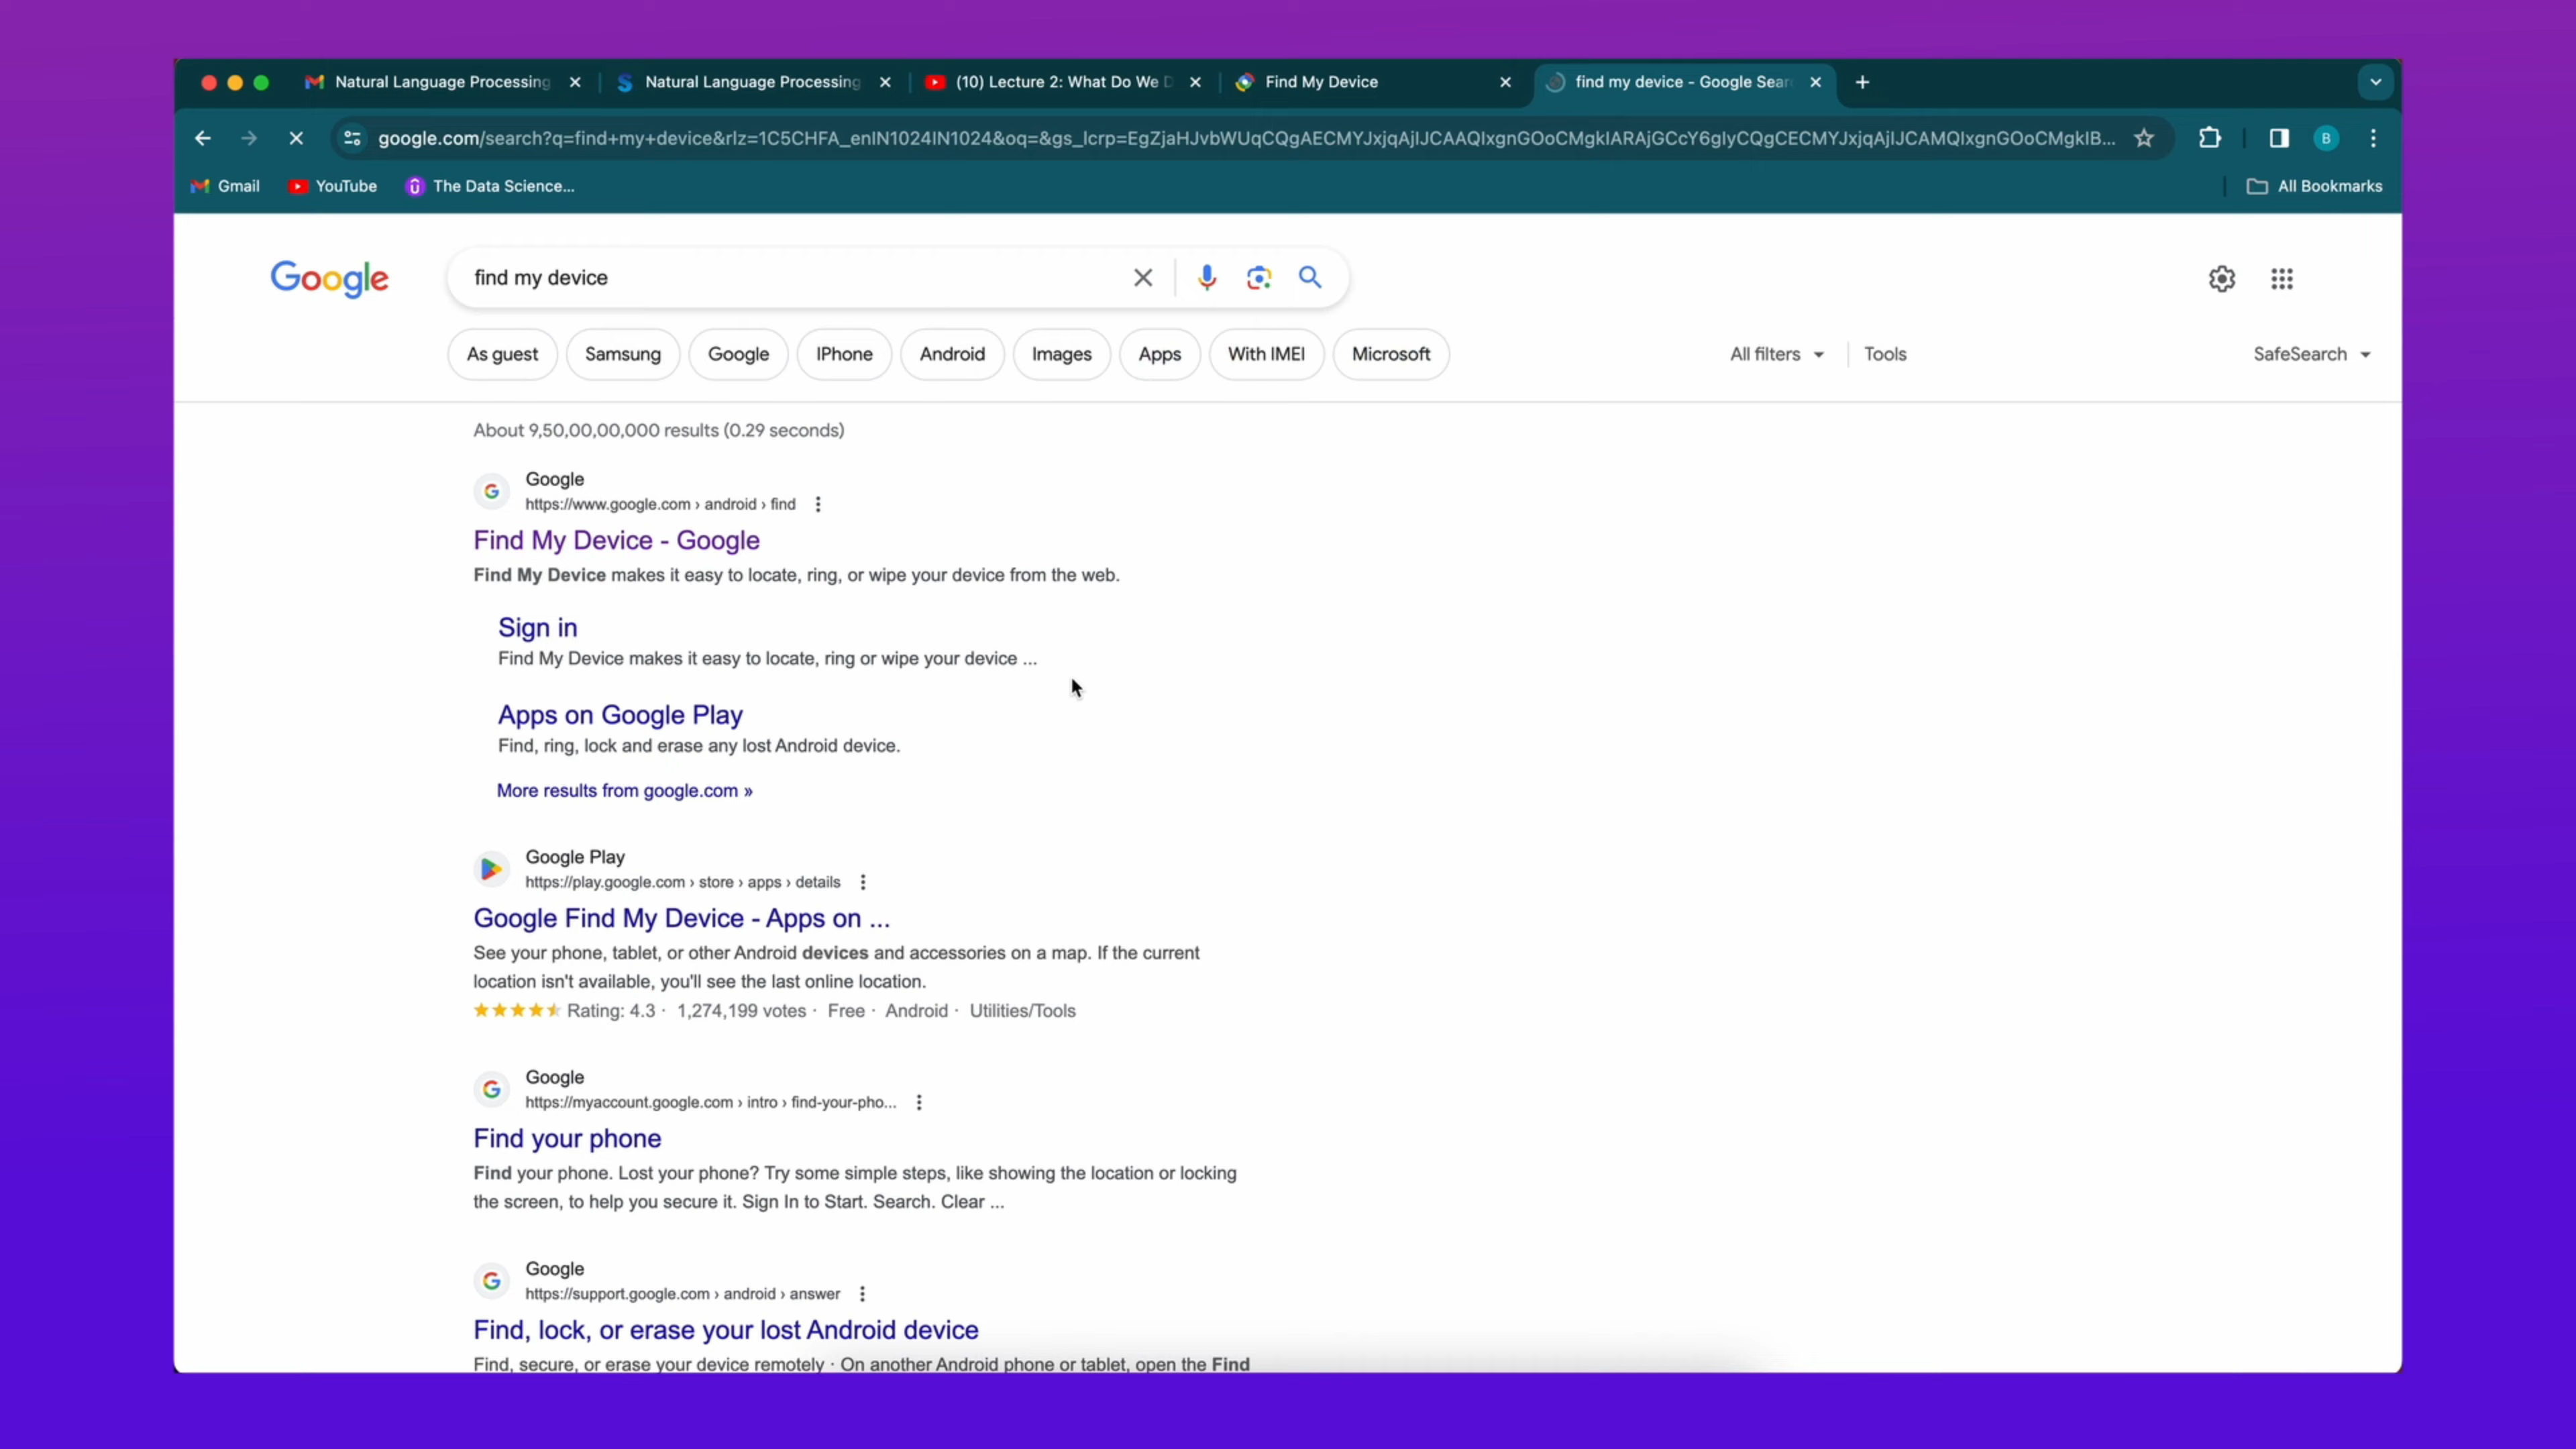 Natural Language Processing
Natural Language Processing
(10) Lecture 2: What Do We D
Find My Device
find my device - Google Sear
google.com/search?q=find+my+device&rlz=1C5CHFA_enIN1024IN1024&oq=&gs_lcrp=EgZjaHJvbWUqCQgAECMYJxjqAjIJCAAQIxgnGOoCMgkIARAjGCcY6gIyCQgCECMYJxjqAjIJCAMQIxgnGOoCMgkIB...
B
Gmail
YouTube
The Data Science...
All Bookmarks
Google
find my device
As guest
Samsung
Google
IPhone
Android
Images
Apps
With IMEI
Microsoft
All filters
Tools
SafeSearch
About 9,50,00,00,000 results (0.29 seconds)
Google
https://www.google.com › android › find
Find My Device - Google
Find My Device makes it easy to locate, ring, or wipe your device from the web.
Sign in
Find My Device makes it easy to locate, ring or wipe your device ...
Apps on Google Play
Find, ring, lock and erase any lost Android device.
More results from google.com »
Google Play
https://play.google.com › store › apps › details
Google Find My Device - Apps on ...
See your phone, tablet, or other Android devices and accessories on a map. If the current
location isn't available, you'll see the last online location.
Rating: 4.3 · 1,274,199 votes · Free · Android · Utilities/Tools
Google
https://myaccount.google.com › intro › find-your-pho...
Find your phone
Find your phone. Lost your phone? Try some simple steps, like showing the location or locking
the screen, to help you secure it. Sign In to Start. Search. Clear ...
Google
https://support.google.com › android › answer
Find, lock, or erase your lost Android device
Find, secure, or erase your device remotely · On another Android phone or tablet, open the Find